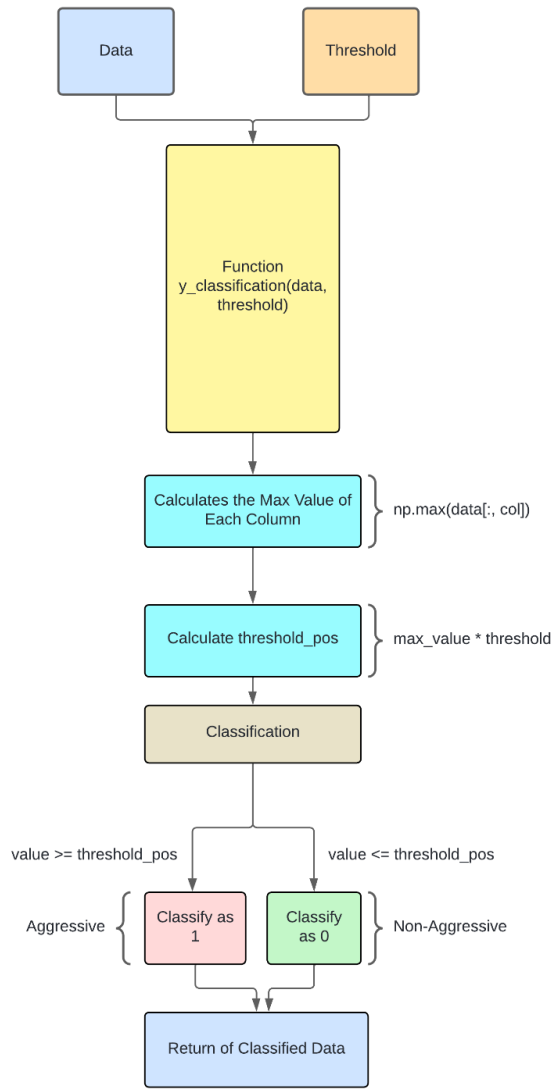 Data
Threshold
Function
y_classification(data,
threshold)
Calculates the Max Value of
Each Column
np.max(data[:, col])
Calculate threshold_pos
max_value * threshold
Classification
value >= threshold_pos
value <= threshold_pos
Aggressive
Classify as
1
Classify
as 0
Non-Aggressive
Return of Classified Data